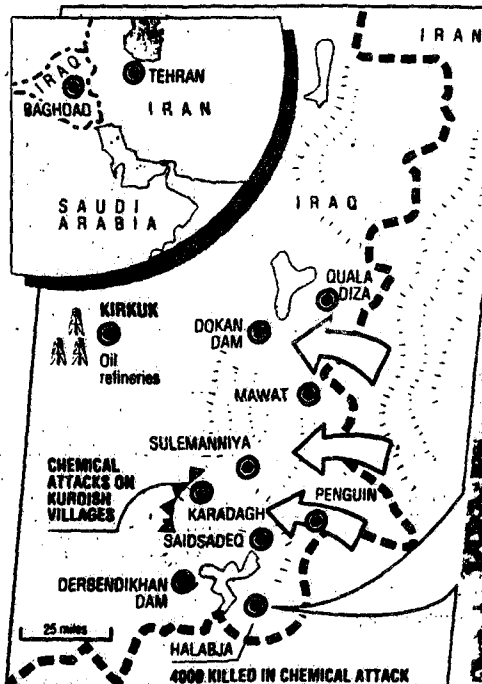 IRAN
IRAQ
BAGHDAD
TEHRAN
IRAN
SAUDI
ARABIA
IRAQ
QUALA
DIZA
KIRKUK
Oil
refineries
DOKAN
DAM
MAWAT
SULEMANNIYA
CHEMICAL
ATTACKS ON
KURDISH
VILLAGES
KARADAGH
PENGUIN
SAIDSADEQ
DERBENDIKHAN
DAM
25 miles
HALABJA
4000 KILLED IN CHEMICAL ATTACK